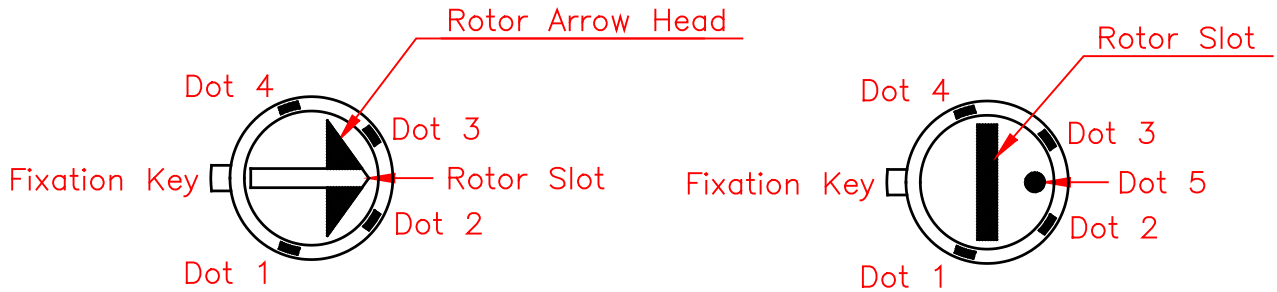 Rotor Arrow Head
Dot 4
Dot 3
Fixation Key
Rotor Slot
Dot 2
Dot 1
Rotor Slot
Dot 4
Dot 3
Fixation Key
Dot 5
Dot 2
Dot 1